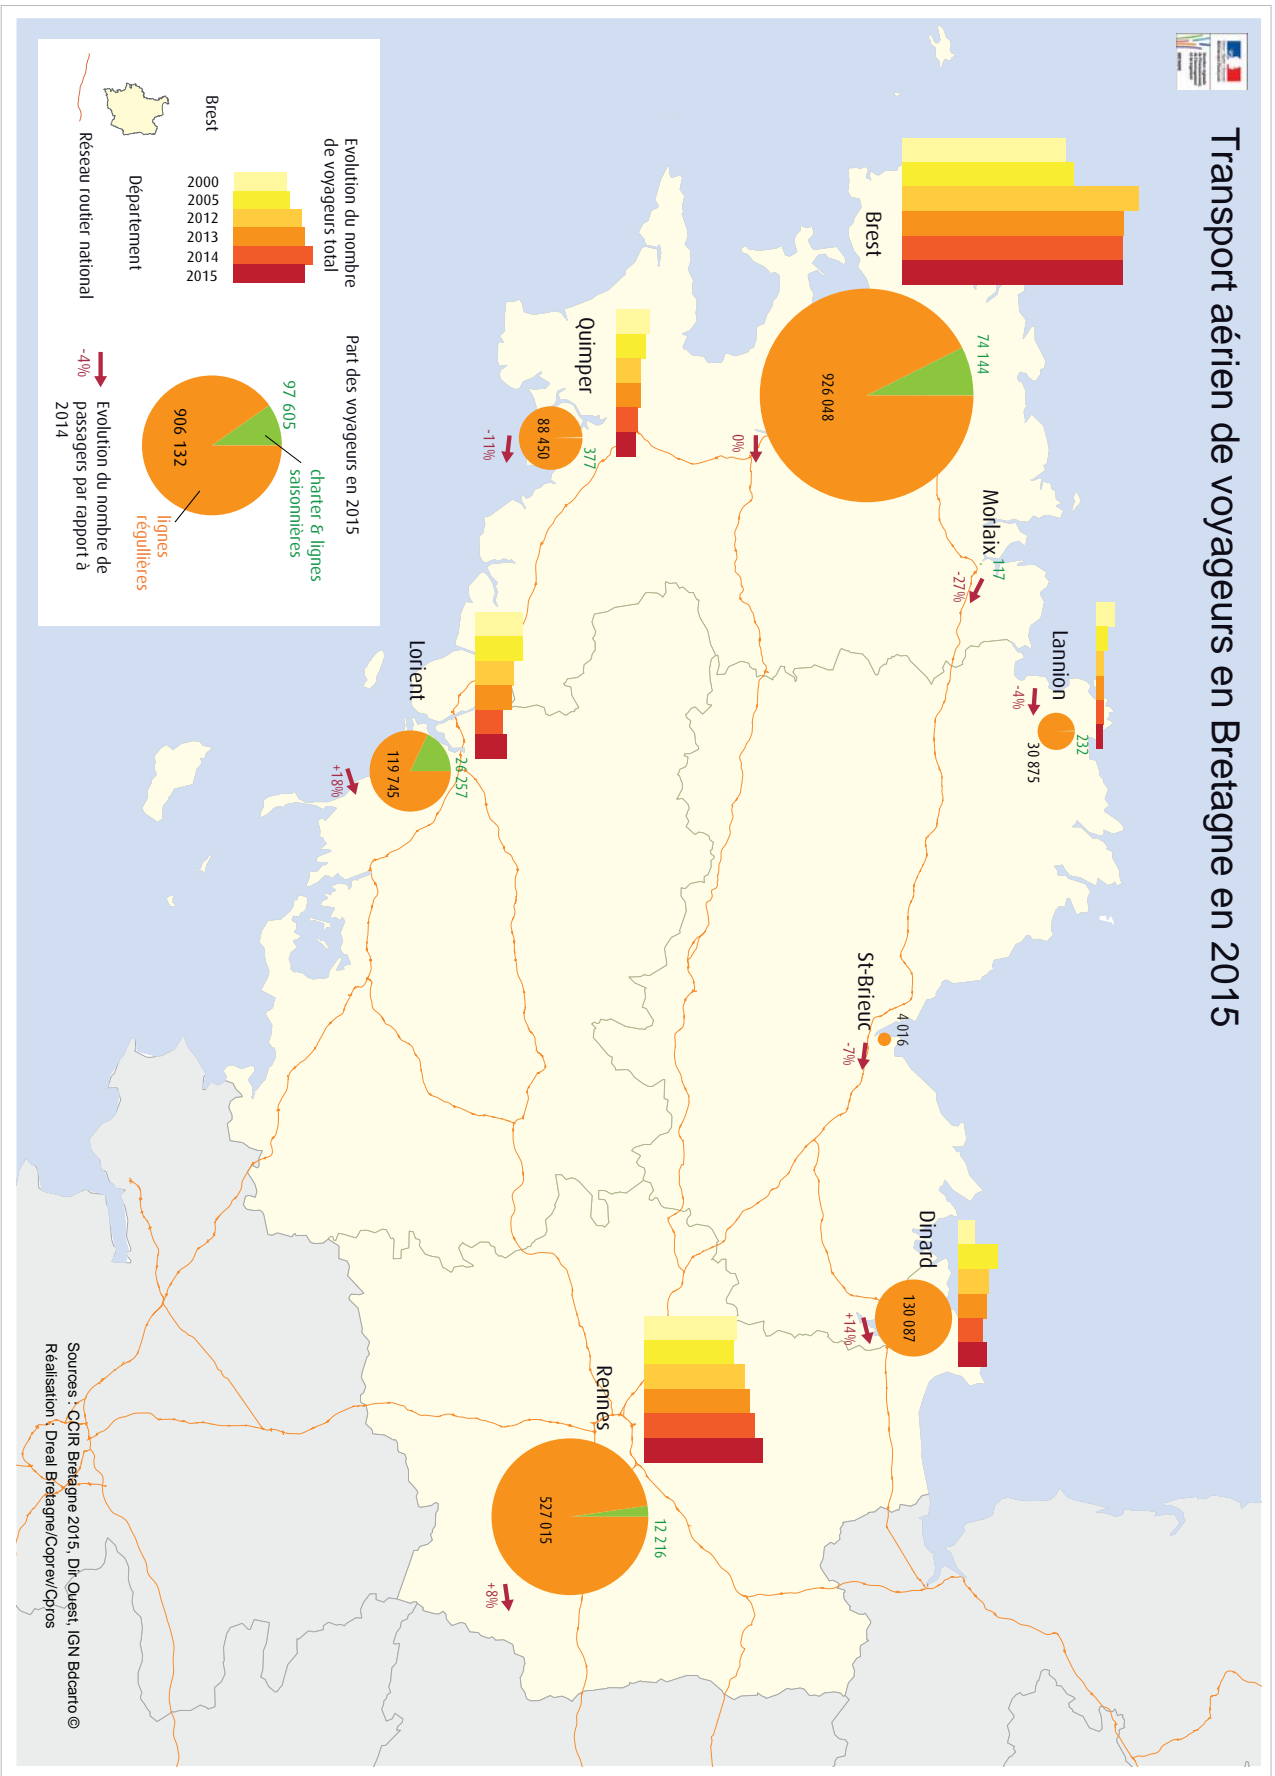 Transport aérien de voyageurs en Bretagne en 2015
Brest
74 144
926 048
0%
Morlaix
117
-27%
Lannion
-4%
232
30 875
St-Brieuc
4 016
-7%
Dinard
130 087
+14%
Quimper
377
88 450
-11%
Lorient
26 257
119 745
+18%
Rennes
12 216
527 015
+8%
Evolution du nombre
de voyageurs total
Brest
2000
2005
2012
2013
2014
2015
Département
Réseau routier national
Part des voyageurs en 2015
97 605
906 132
charter & lignes
saisonnières
lignes
régullières
-4%
Evolution du nombre de
passagers par rapport à
2014
Sources : CCIR Bretagne 2015, Dir Ouest, IGN Bdcarto ©
Réalisation : Dreal Bretagne/Coprev/Cpros